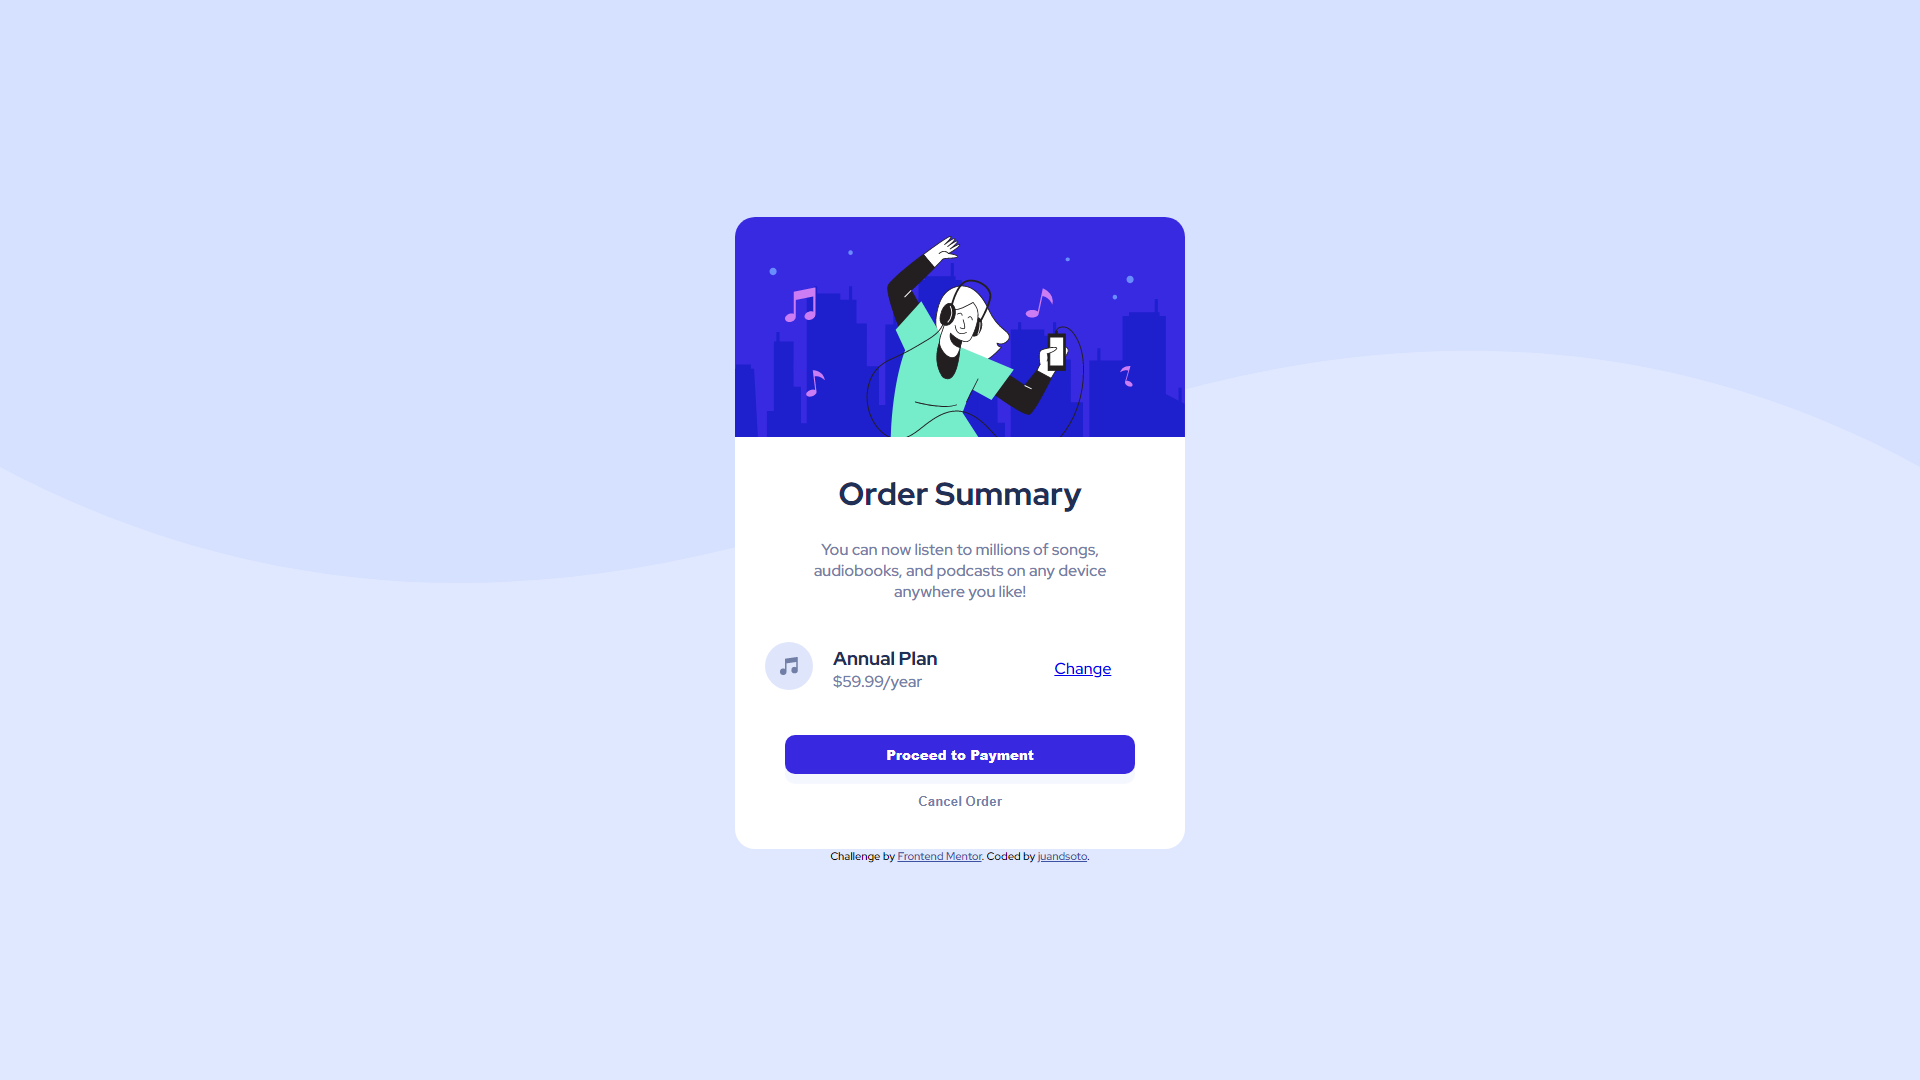 Order Summary
You can now listen to millions of songs,
audiobooks, and podcasts on any device
anywhere you like!
Annual Plan
$59.99/year
Change
Proceed to Payment
Cancel Order
Challenge by Frontend Mentor. Coded by juandsoto.